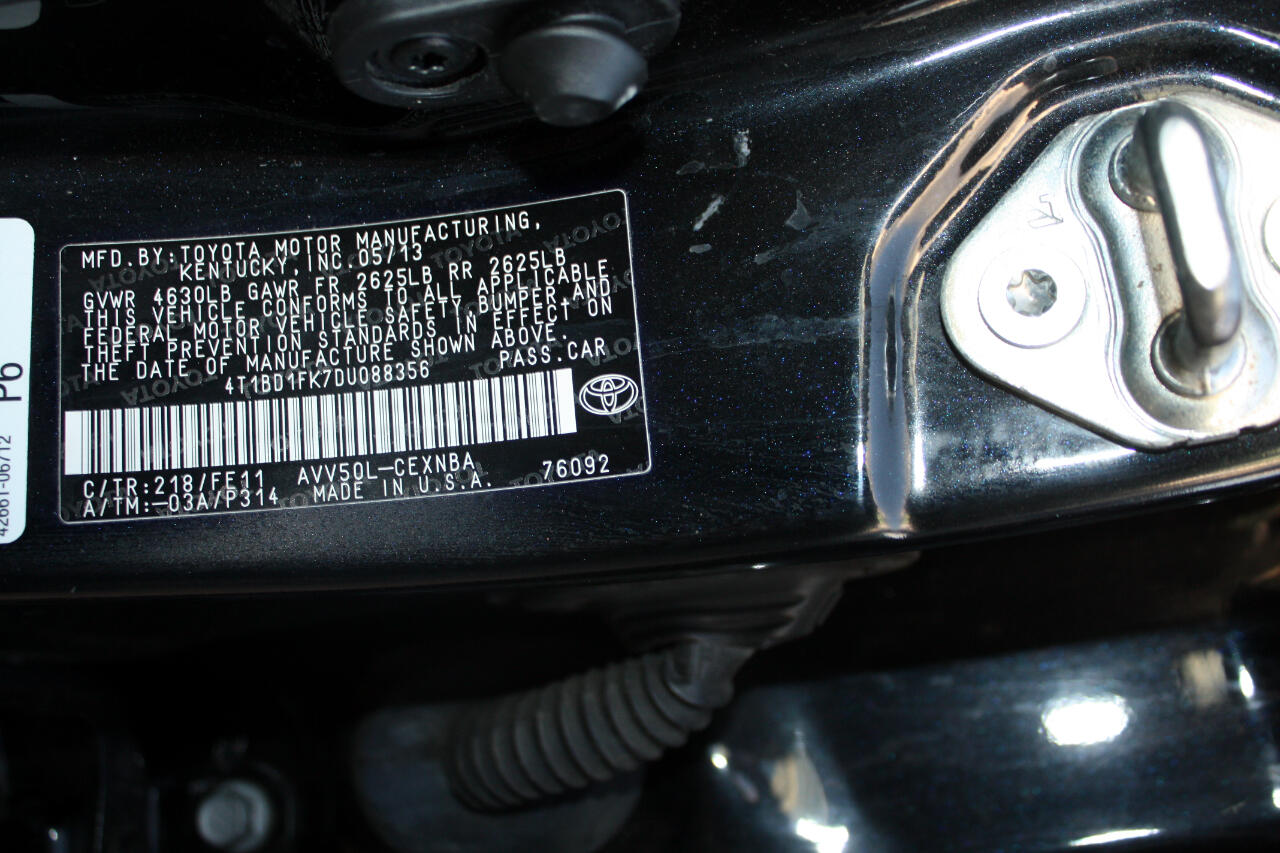 MFD.BY:TOYOTA MOTOR MANUFACTURING,
KENTUCKY, INC.05/13
GVWR 4630LB GAWR FR 2625LB RR 2625LB
THIS VEHICLE CONFORMS TO ALL APPLICABLE
FEDERAL MOTOR VEHICLE SAFETY,BUMPER,AND
THEFT PREVENTION STANDARDS IN EFFECT ON
THE DATE OF MANUFACTURE SHOWN ABOVE.
4T1BD1FK7DU088356 PASS.CAR
C/TR:218/FE11 AVV50L-CEXNBA 76092
A/TM:-03A/P314 MADE IN U.S.A.
42661-06712